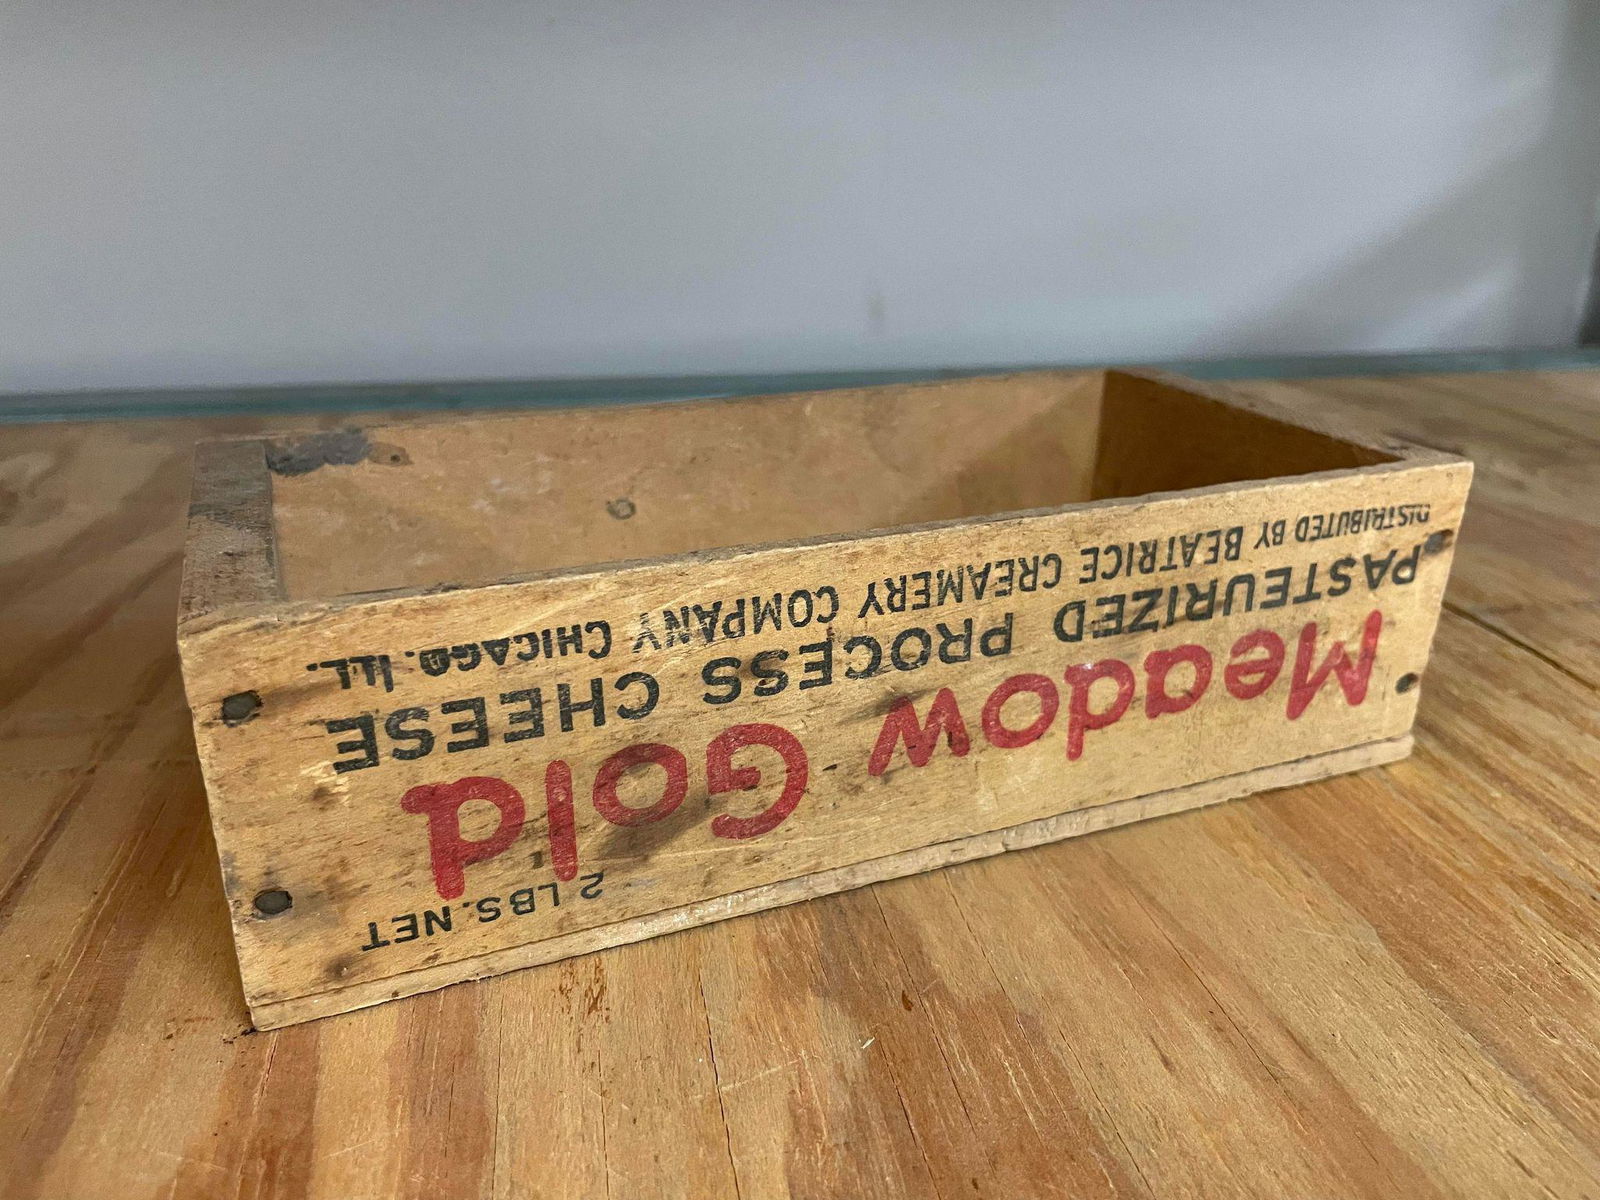 2 LBS. NET
Meadow Gold
PASTEURIZED PROCESS CHEESE
DISTRIBUTED BY BEATRICE CREAMERY COMPANY CHICAGO. ILL.